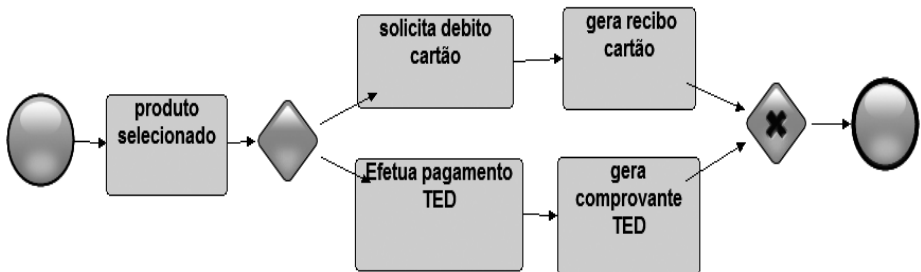 produto
selecionado
solicita debito
cartão
gera recibo
cartão
Efetua pagamento
TED
gera
comprovante
TED